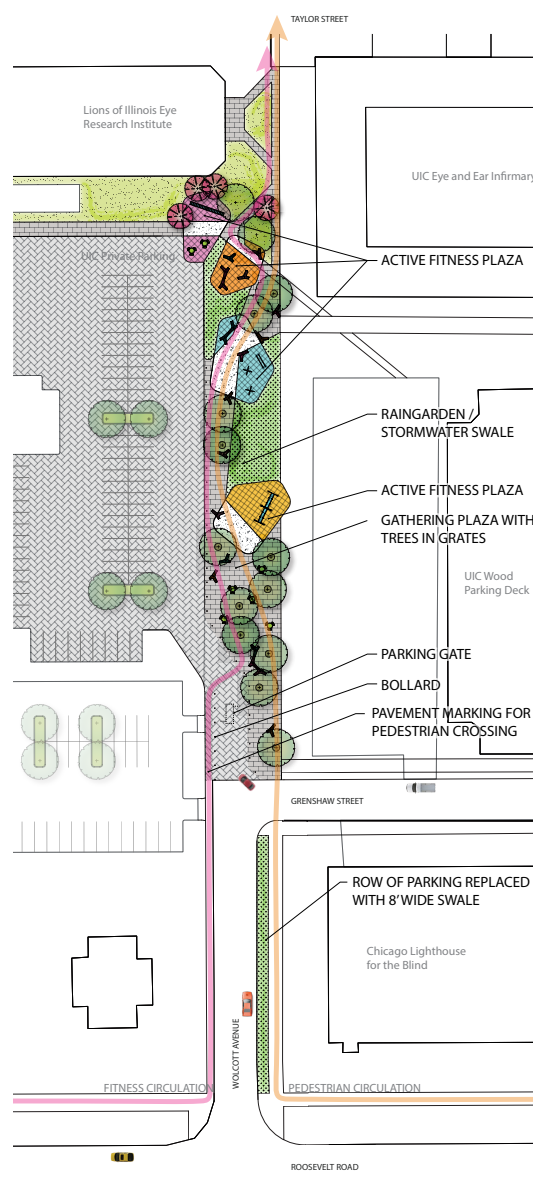 TAYLOR STREET
Lions of Illinois Eye
Research Institute
UIC Eye and Ear Infirmary
UIC Private Parking
ACTIVE FITNESS PLAZA
RAINGARDEN /
STORMWATER SWALE
ACTIVE FITNESS PLAZA
GATHERING PLAZA WITH
TREES IN GRATES
UIC Wood
Parking Deck
PARKING GATE
BOLLARD
PAVEMENT MARKING FOR
PEDESTRIAN CROSSING
GRENSHAW STREET
ROW OF PARKING REPLACED
WITH 8' WIDE SWALE
Chicago Lighthouse
for the Blind
WOLCOTT AVENUE
FITNESS CIRCULATION
PEDESTRIAN CIRCULATION
ROOSEVELT ROAD